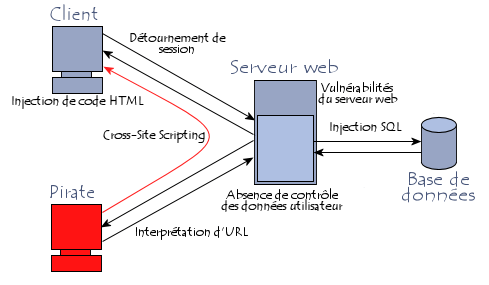 Client
Détournement de
session
Serveur web
Injection de code HTML
Vulnérabilités
du serveur web
Cross-Site Scripting
Injection SQL
Base de
données
Pirate
Absence de contrôle
des données utilisateur
Interprétation d'URL